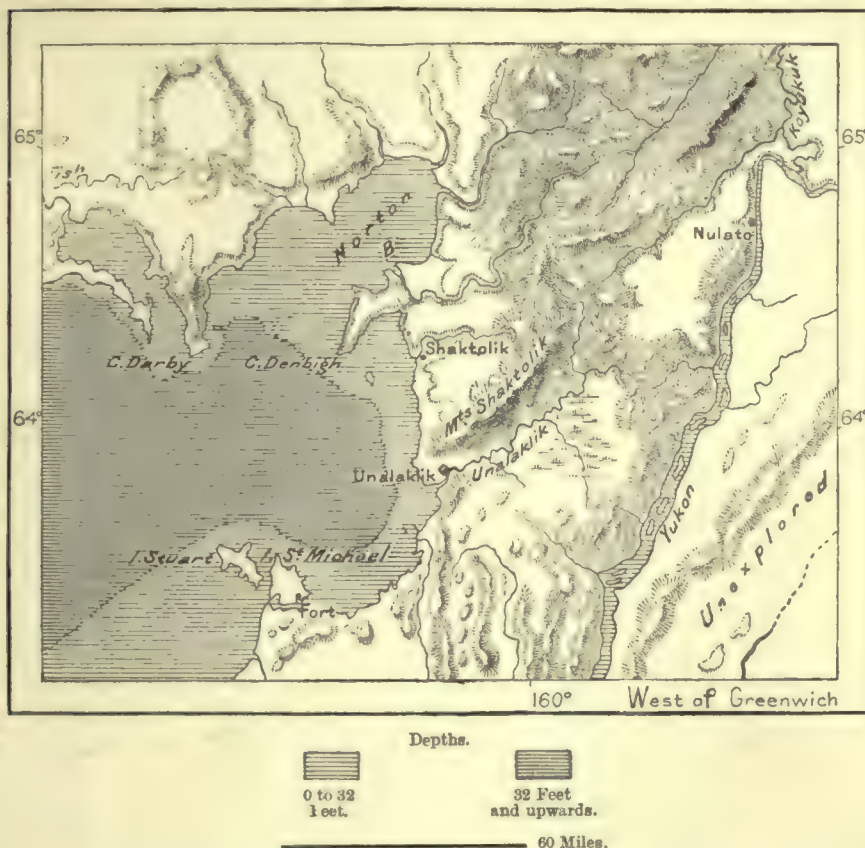 65°
65°
Koyukuk
Fish
Norton
B.
Nulato
Shaktolik
C. Darby
C. Denbigh
Mts Shaktolik
64°
64°
Unalaklik
Unalaklik
Yukon
Unexplored
I. Stuart
I. St. Michael
Fort
160°
West of Greenwich
Depths.
0 to 32
feet.
32 Feet
and upwards.
60 Miles.